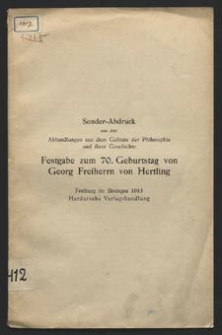 Sonder-Abdruck
aus den
Abhandlungen aus dem Gebiete der Philosophie
und ihrer Geschichte
Festgabe zum 70. Geburtstag von
Georg Freiherrn von Hertling
Freiburg im Breisgau 1913
Herdersche Verlagshandlung
412